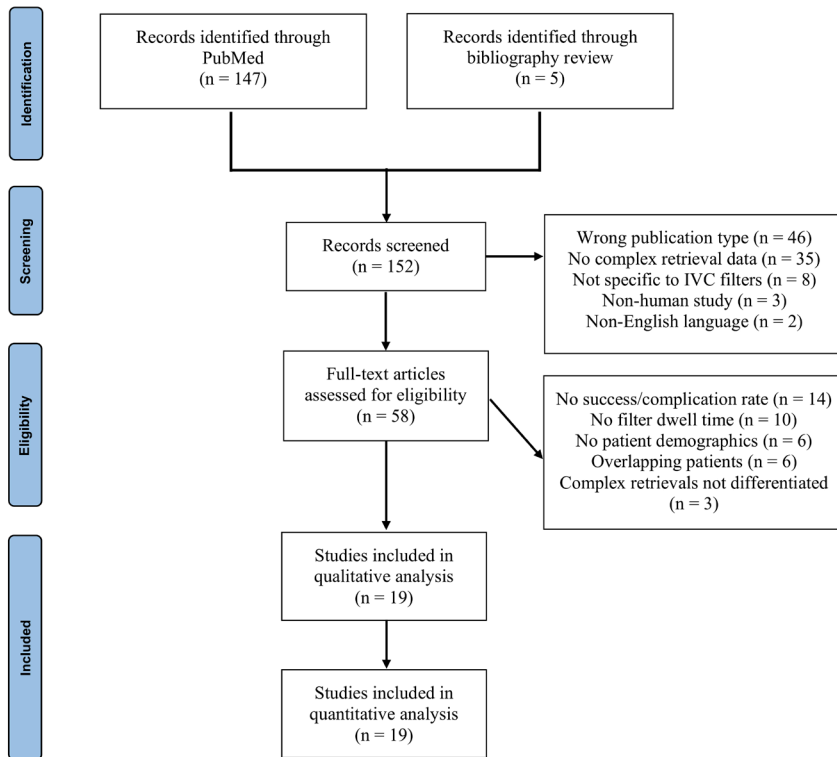 Identification
Records identified through
PubMed
(n = 147)
Records identified through
bibliography review
(n = 5)
Screening
Records screened
(n = 152)
Wrong publication type (n = 46)
No complex retrieval data (n = 35)
Not specific to IVC filters (n = 8)
Non-human study (n = 3)
Non-English language (n = 2)
Eligibility
Full-text articles
assessed for eligibility
(n = 58)
No success/complication rate (n = 14)
No filter dwell time (n = 10)
No patient demographics (n = 6)
Overlapping patients (n = 6)
Complex retrievals not differentiated
(n = 3)
Included
Studies included in
qualitative analysis
(n = 19)
Studies included in
quantitative analysis
(n = 19)